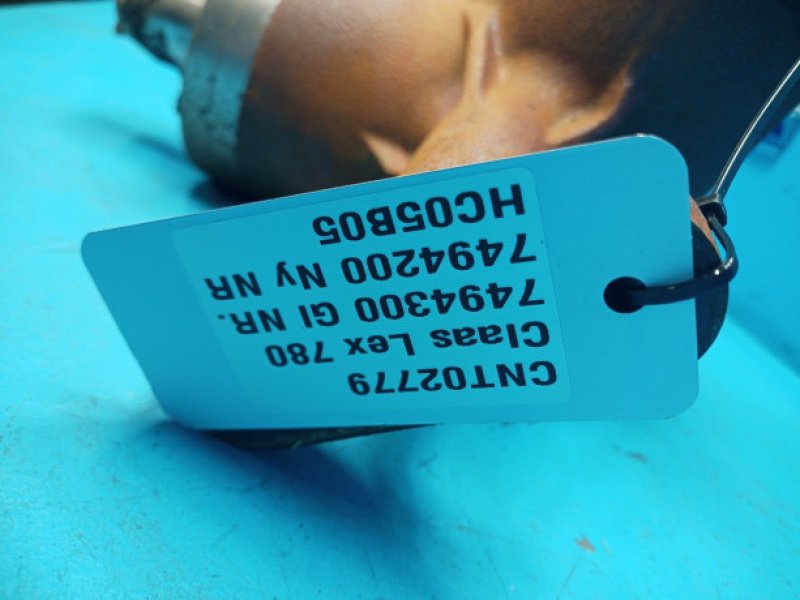 CNT02779
Claas Lex 780
7494300 Gl NR.
7494200 Ny NR
HC05B05